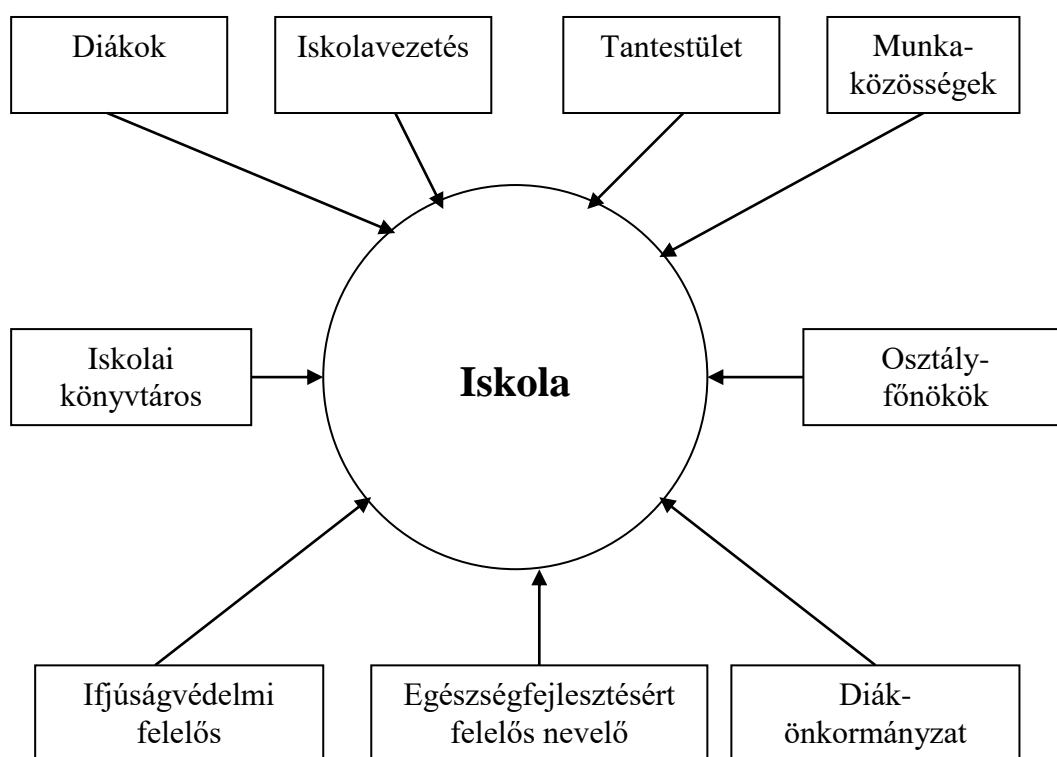 Diákok
Iskolavezetés
Tantestület
Munka-
közösségek
Iskolai
könyvtáros
Iskola
Osztály-
főnökök
Ifjúságvédelmi
felelős
Egészségfejlesztésért
felelős nevelő
Diák-
önkormányzat